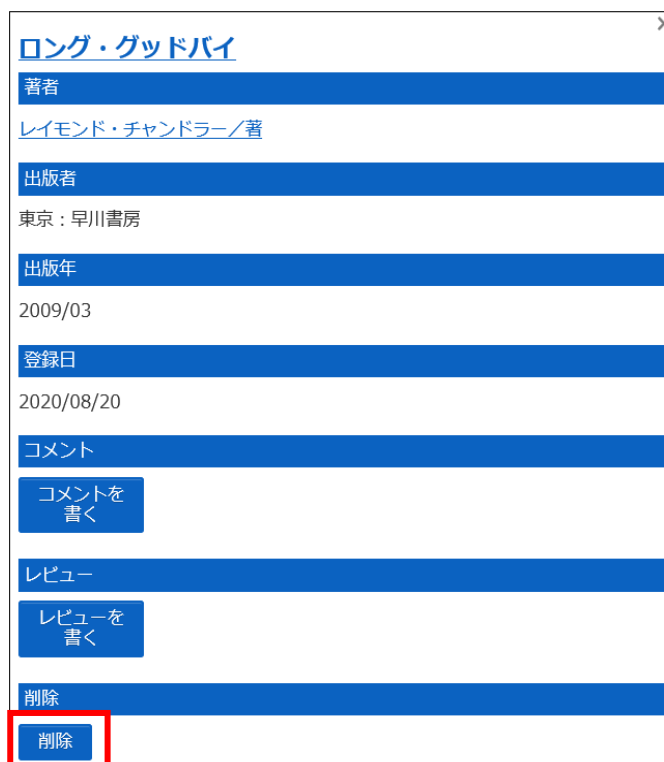 ロング・グッドバイ
著者
レイモンド・チャンドラー／著
出版者
東京：早川書房
出版年
2009/03
登録日
2020/08/20
コメント
コメントを
書く
レビュー
レビューを
書く
削除
削除